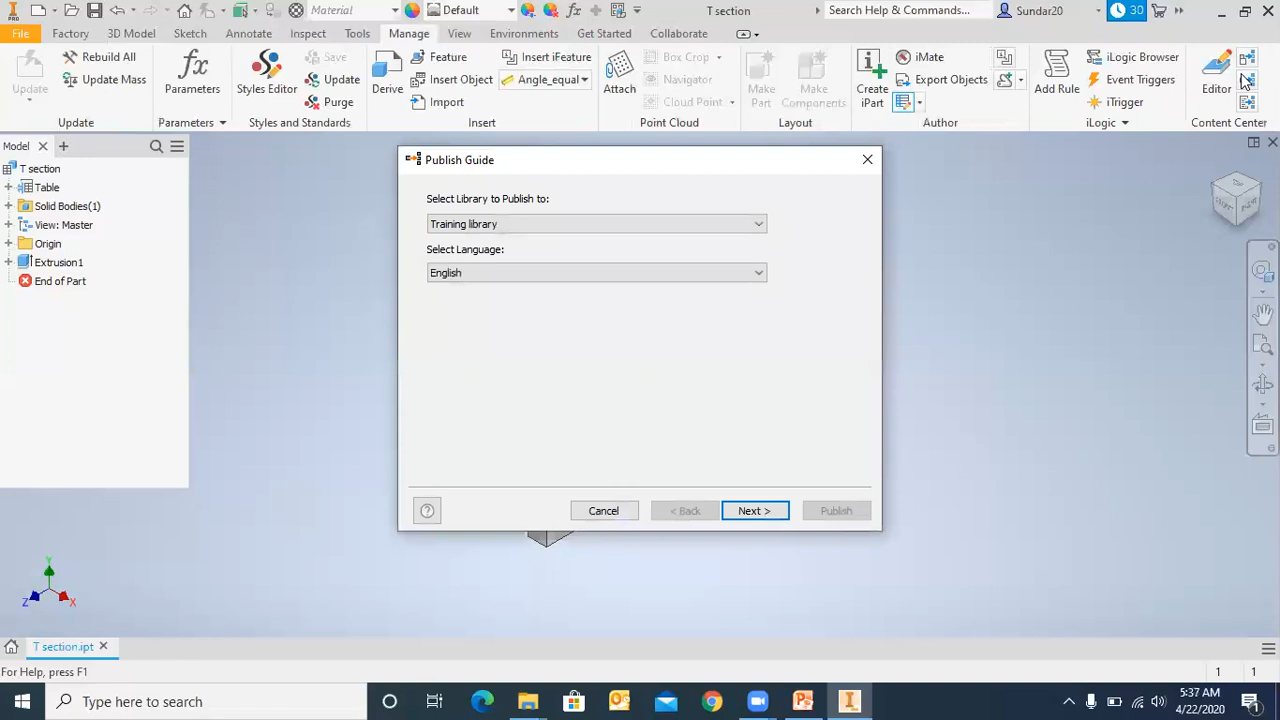 PRO
Material
Default
T section
Search Help & Commands...
Sundar20
30
File
Factory
3D Model
Sketch
Annotate
Inspect
Tools
Manage
View
Environments
Get Started
Collaborate
Update
Rebuild All
Update Mass
Update
fx
Parameters
Parameters
Styles Editor
Save
Update
Purge
Styles and Standards
Derive
Feature
Insert Object
Import
Insert iFeature
Angle_equal
Insert
Attach
Box Crop
Navigator
Cloud Point
Point Cloud
Make
Part
Make
Components
Layout
Create
iPart
iMate
Export Objects
Author
Add Rule
iLogic Browser
Event Triggers
iTrigger
iLogic
Editor
Content Center
Model
T section
Table
Solid Bodies(1)
View: Master
Origin
Extrusion1
End of Part
Publish Guide
Select Library to Publish to:
Training library
Select Language:
English
Cancel
< Back
Next >
Publish
Y
Z
X
T section.ipt
For Help, press F1
1
1
Type here to search
5:37 AM
4/22/2020